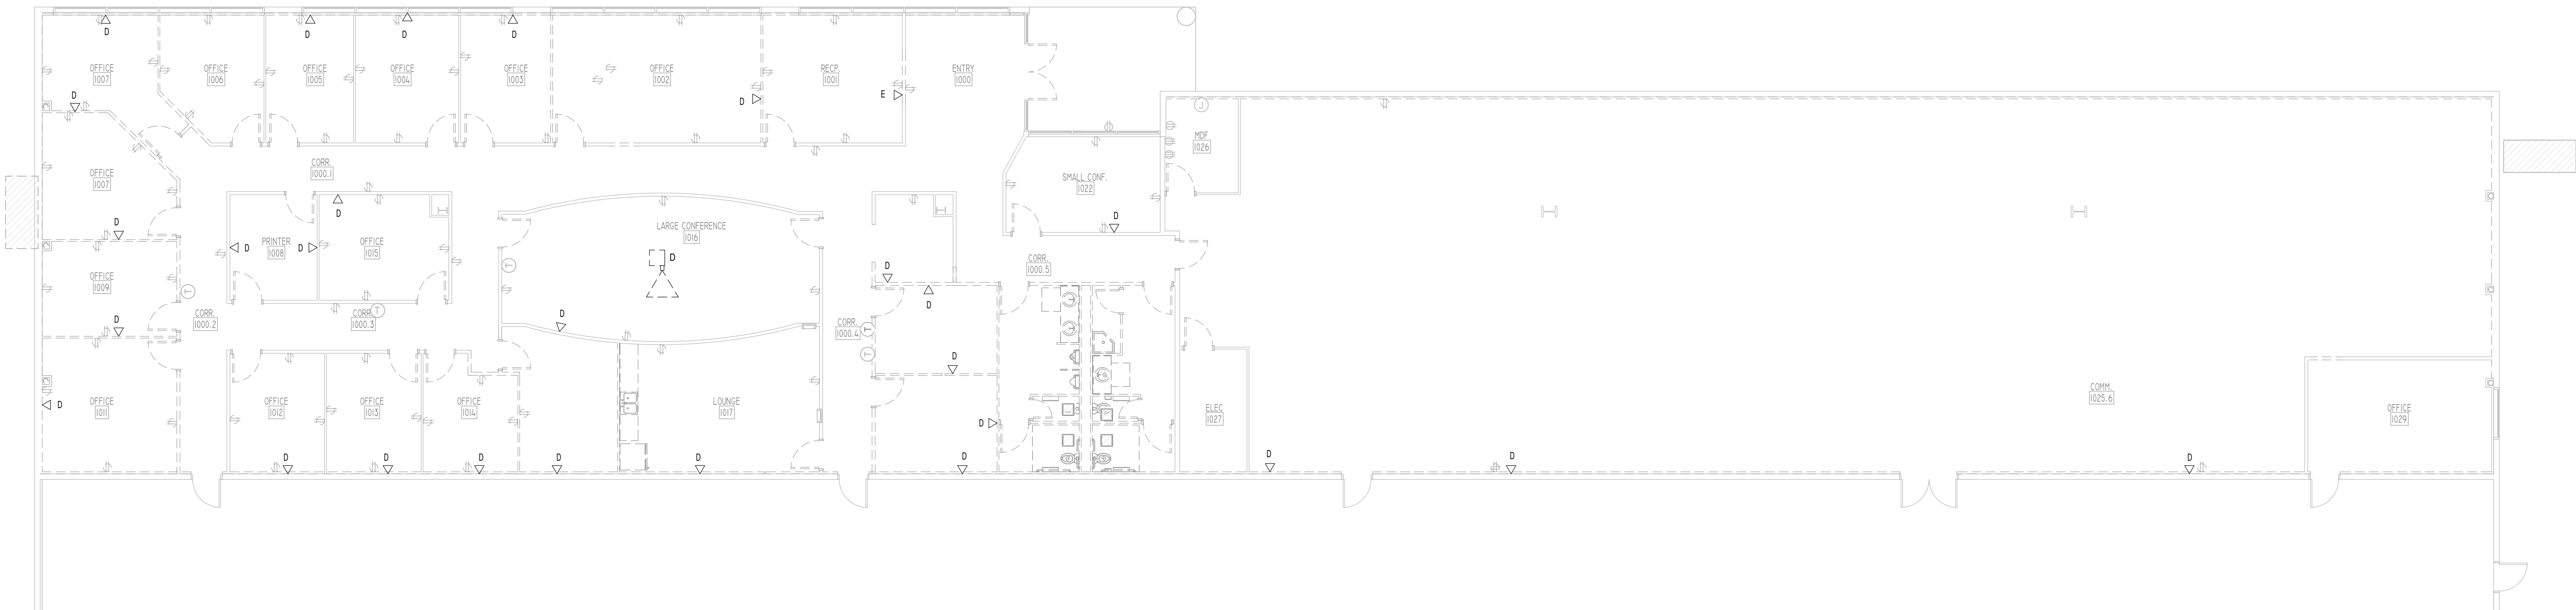 D
D
D
D
OFFICE
1007
OFFICE
1006
OFFICE
1005
OFFICE
1004
OFFICE
1003
OFFICE
1002
RECP.
1001
ENTRY
1000
D
D
E
J
MDF
1026
CORR.
1000.1
OFFICE
1007
SMALL CONF.
1022
D
D
D
LARGE CONFERENCE
1016
PRINTER
1008
D
D
OFFICE
1015
D
D
CORR.
1000.5
T
OFFICE
1009
T
D
CORR.
1000.2
CORR.
1000.3
T
D
D
CORR.
1000.4
T
T
D
COMM.
1025.6
OFFICE
1011
D
OFFICE
1012
OFFICE
1013
OFFICE
1014
LOUNGE
1017
ELEC
1027
OFFICE
1029
D
D
D
D
D
D
D
D
D
D